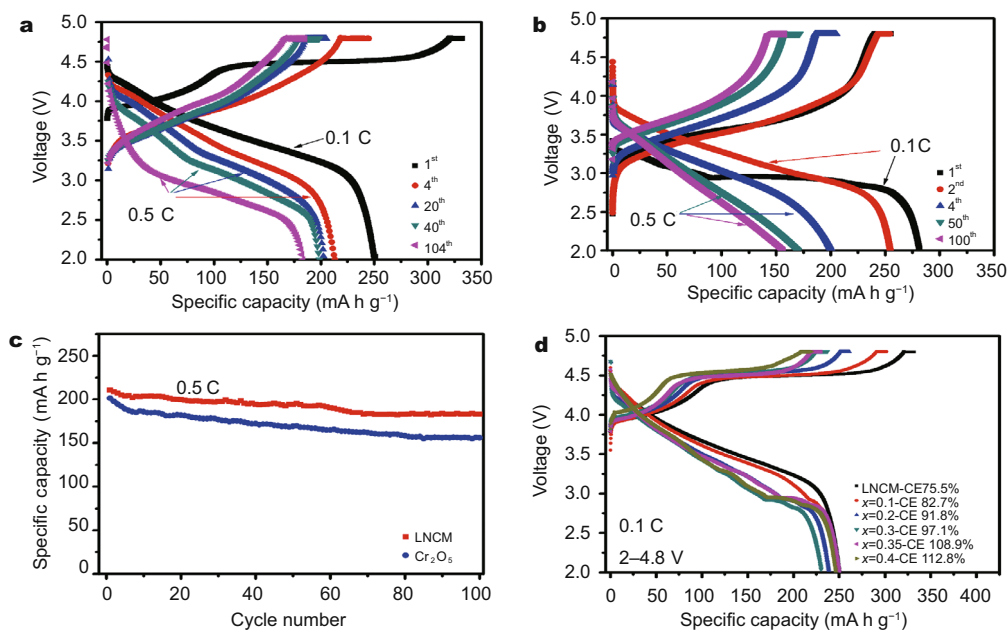 a
5.0
4.5
4.0
3.5
3.0
2.5
2.0
Voltage (V)
0.1 C
0.5 C
1st
4th
20th
40th
104th
0 50 100 150 200 250 300 350
Specific capacity (mA h g⁻¹)
b
5.0
4.5
4.0
3.5
3.0
2.5
2.0
Voltage (V)
0.1C
0.5 C
1st
2nd
4th
50th
100th
0 50 100 150 200 250 300 350
Specific capacity (mA h g⁻¹)
c
250
200
150
100
50
0
Specific capacity (mA h g⁻¹)
0.5 C
LNCM
Cr₂O₅
0 20 40 60 80 100
Cycle number
d
5.0
4.5
4.0
3.5
3.0
2.5
2.0
Voltage (V)
0.1 C
2–4.8 V
LNCM-CE75.5%
x=0.1-CE 82.7%
x=0.2-CE 91.8%
x=0.3-CE 97.1%
x=0.35-CE 108.9%
x=0.4-CE 112.8%
0 50 100 150 200 250 300 350 400
Specific capacity (mA h g⁻¹)